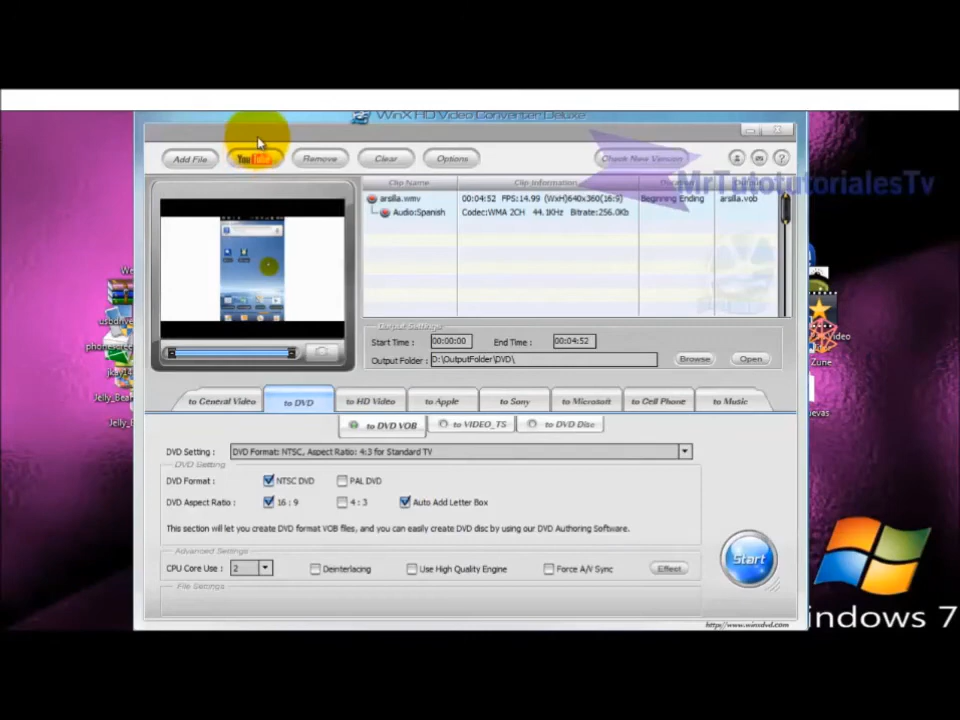 WinX HD Video Converter Deluxe
Add File
You Tube
Remove
Clear
Options
Check New Version
MrTutotutorialesTv
Clip Name
Clip Information
arsilla.wmv
00:04:52 FPS:14.99 (WxH)640x360(16:9)
Beginning Ending
arsilla.vob
Audio:Spanish
Codec:WMA 2CH 44.1KHz Bitrate:256.0Kb
Output Settings
Start Time :
00:00:00
End Time :
00:04:52
Output Folder :
D:\OutputFolder\DVD\
Browse
Open
to General Video
to DVD
to HD Video
to Apple
to Sony
to Microsoft
to Cell Phone
to Music
to DVD VOB
to VIDEO_TS
to DVD Disc
DVD Setting :
DVD Format: NTSC, Aspect Ratio: 4:3 for Standard TV
DVD Setting
DVD Format :
NTSC DVD
PAL DVD
DVD Aspect Ratio :
16 : 9
4 : 3
Auto Add Letter Box
This section will let you create DVD format VOB files, and you can easily create DVD disc by using our DVD Authoring Software.
Advanced Settings
CPU Core Use :
2
Deinterlacing
Use High Quality Engine
Force A/V Sync
Effect
Start
File Settings
http://www.winxdvd.com
indows 7
usbdrive
Jelly_Bea
Jelly_
Video
Zune
uevas